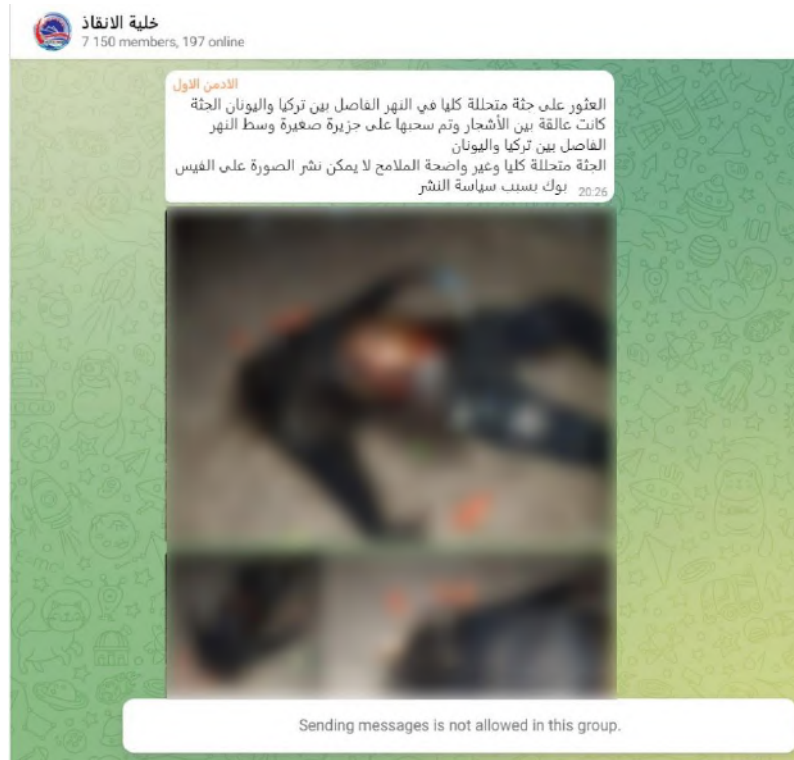 خلية الانقاذ
7 150 members, 197 online
الادمن الاول
العثور على جثة متحللة كليا في النهر الفاصل بين تركيا واليونان الجثة
كانت عالقة بين الأشجار وتم سحبها على جزيرة صغيرة وسط النهر
الفاصل بين تركيا واليونان
الجثة متحللة كليا وغير واضحة الملامح لا يمكن نشر الصورة على الفيس
بوك بسبب سياسة النشر
20:26
Sending messages is not allowed in this group.